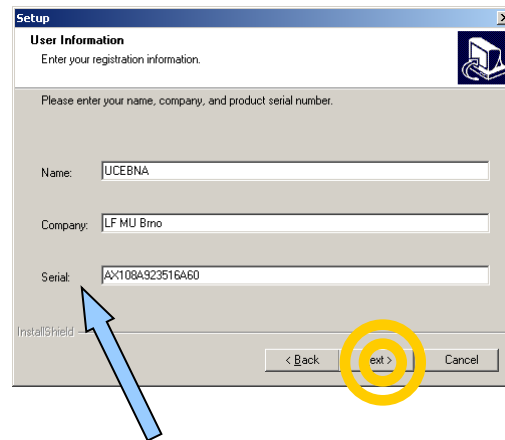 Setup
User Information
Enter your registration information.
Please enter your name, company, and product serial number.
Name: UCEBNA
Company: LF MU Brno
Serial: AX108A923516A60
InstallShield
< Back ext > Cancel